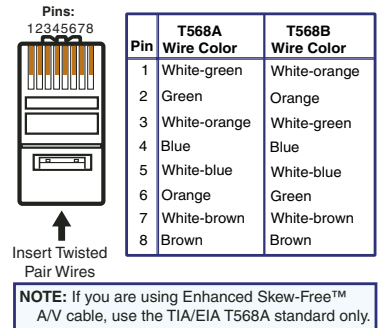 Pins:
12345678
Insert Twisted
Pair Wires
Pin T568A Wire Color T568B Wire Color
1 White-green White-orange
2 Green Orange
3 White-orange White-green
4 Blue Blue
5 White-blue White-blue
6 Orange Green
7 White-brown White-brown
8 Brown Brown
NOTE: If you are using Enhanced Skew-Free™
A/V cable, use the TIA/EIA T568A standard only.